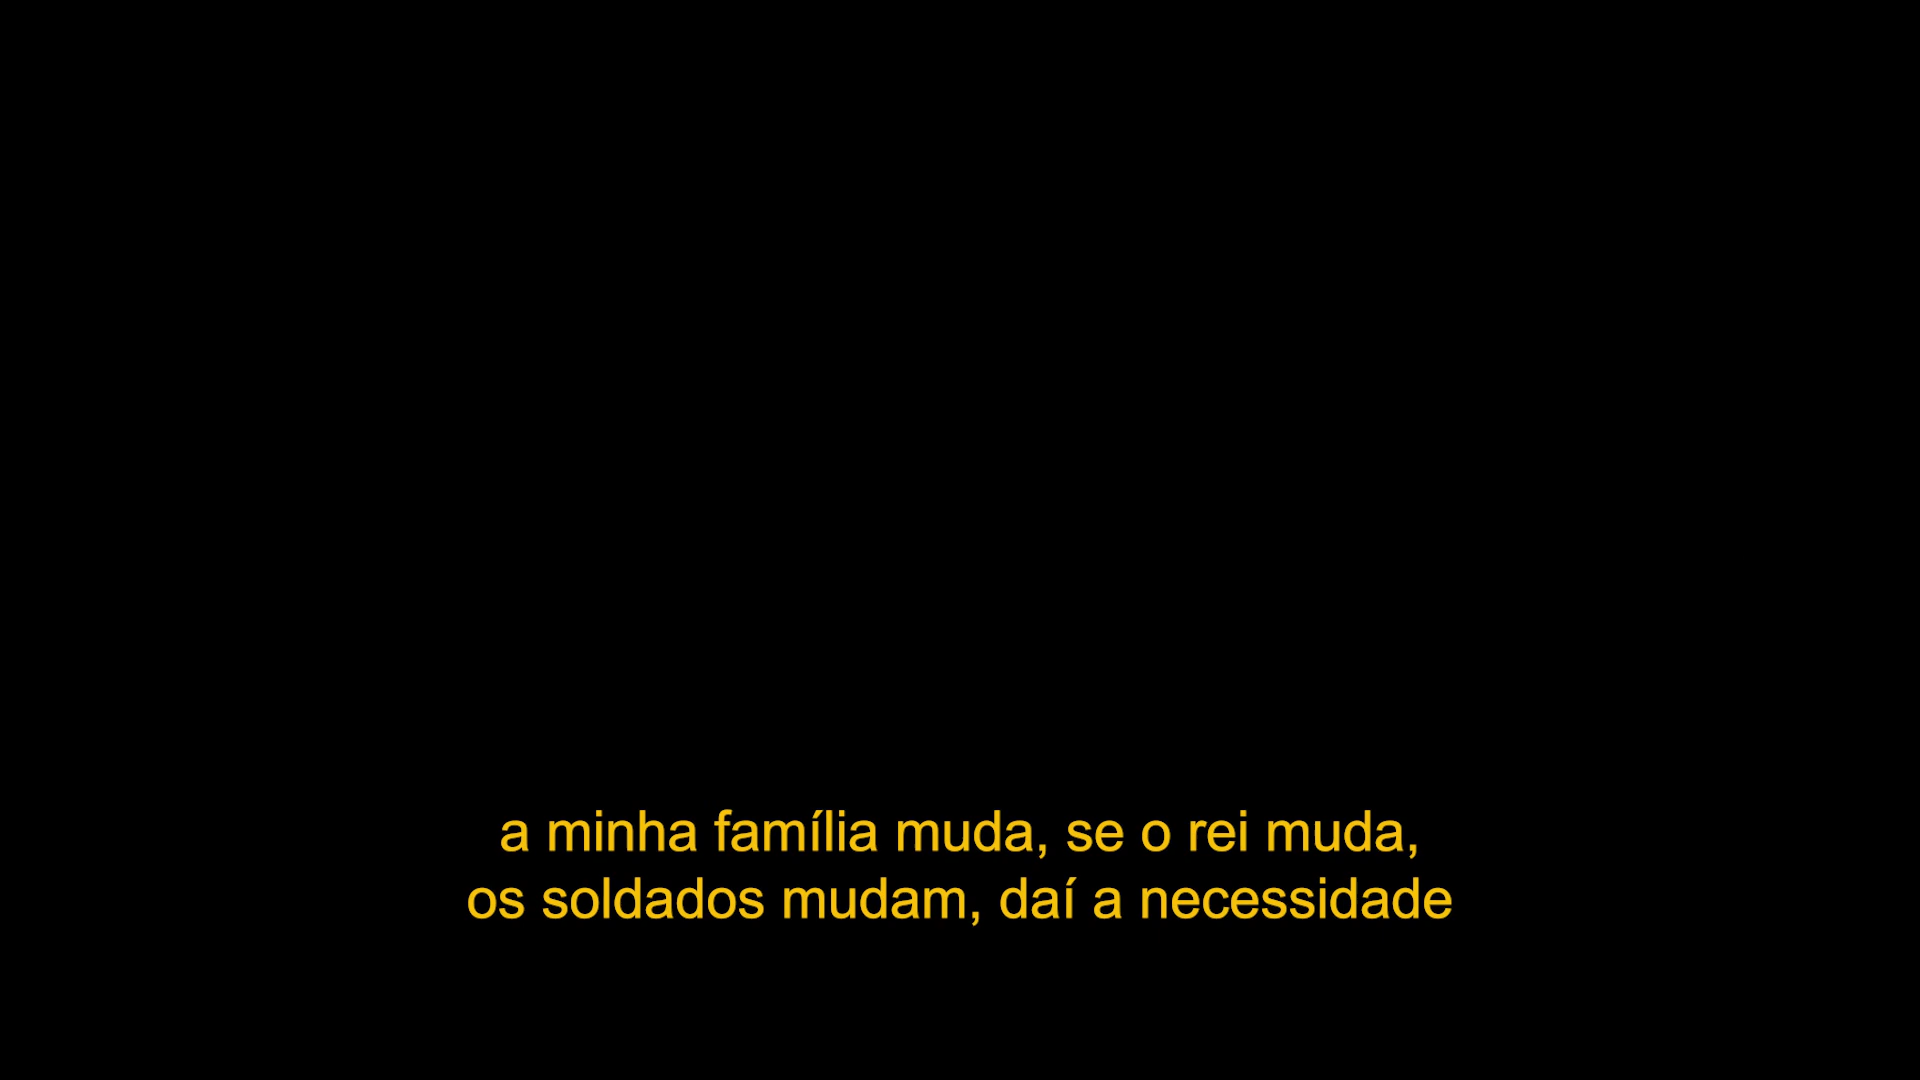 a minha família muda, se o rei muda,
os soldados mudam, daí a necessidade